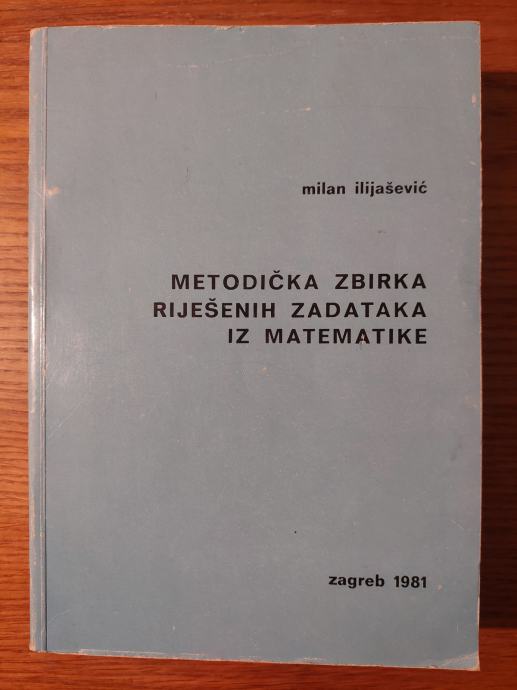 milan ilijašević
METODIČKA ZBIRKA
RIJEŠENIH ZADATAKA
IZ MATEMATIKE
zagreb 1981